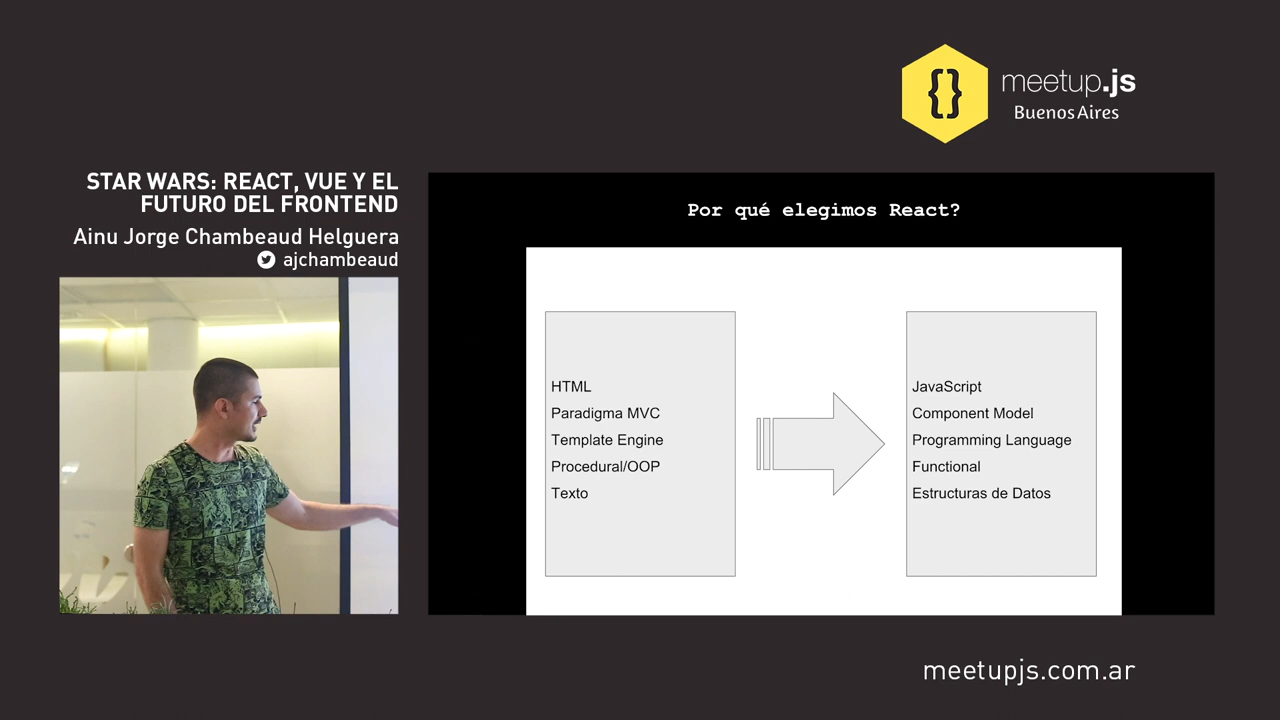 {}
meetup.js
Buenos Aires
STAR WARS: REACT, VUE Y EL
FUTURO DEL FRONTEND
Ainu Jorge Chambeaud Helguera
ajchambeaud
Por qué elegimos React?
HTML
Paradigma MVC
Template Engine
Procedural/OOP
Texto
JavaScript
Component Model
Programming Language
Functional
Estructuras de Datos
meetupjs.com.ar